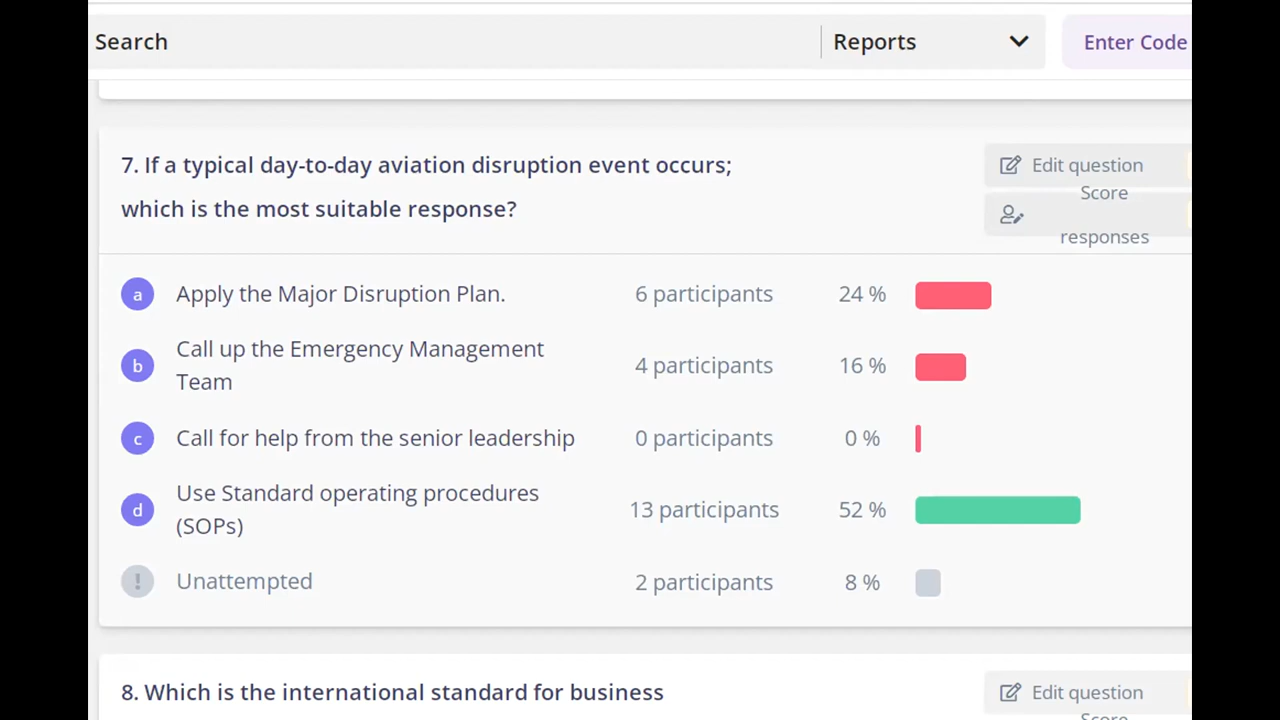 Search
Reports
Enter Code
7. If a typical day-to-day aviation disruption event occurs;
which is the most suitable response?
Edit question
Score
responses
a Apply the Major Disruption Plan. 6 participants 24 %
b Call up the Emergency Management
Team 4 participants 16 %
c Call for help from the senior leadership 0 participants 0 %
d Use Standard operating procedures
(SOPs) 13 participants 52 %
! Unattempted 2 participants 8 %
8. Which is the international standard for business
Edit question
Score